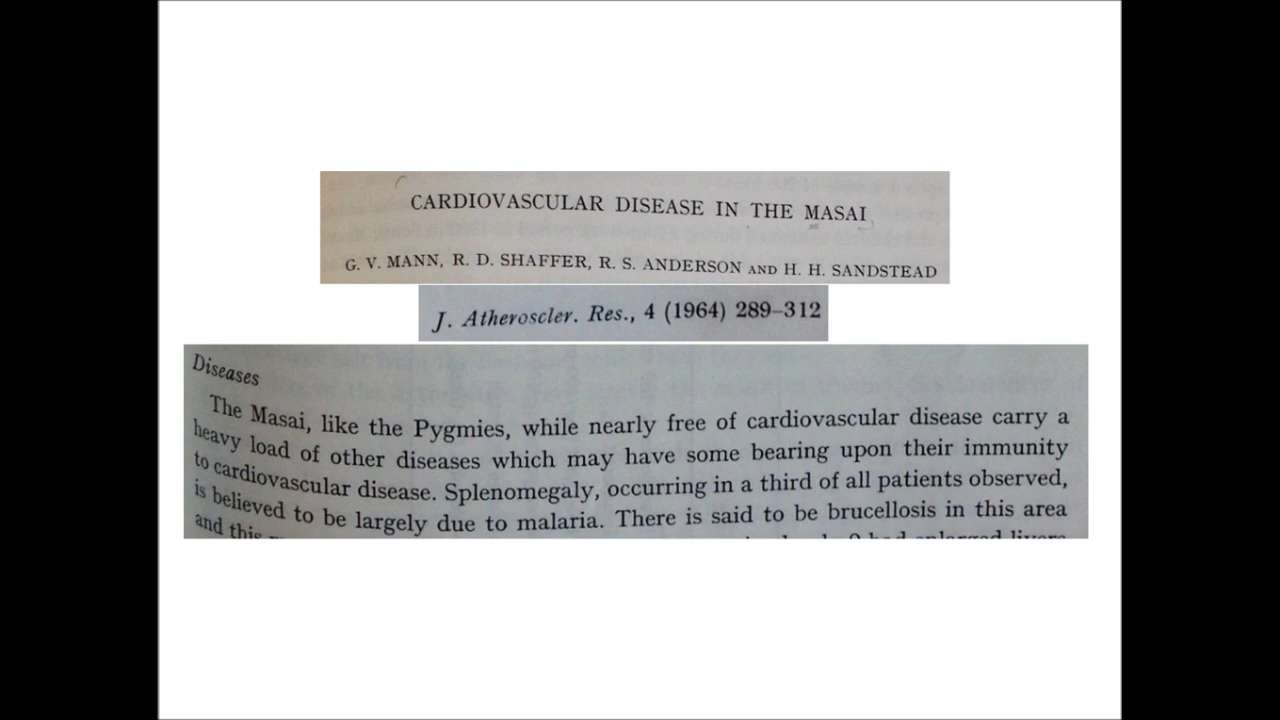 CARDIOVASCULAR DISEASE IN THE MASAI
G. V. MANN, R. D. SHAFFER, R. S. ANDERSON AND H. H. SANDSTEAD
J. Atheroscler. Res., 4 (1964) 289–312
Diseases
The Masai, like the Pygmies, while nearly free of cardiovascular disease carry a
heavy load of other diseases which may have some bearing upon their immunity
to cardiovascular disease. Splenomegaly, occurring in a third of all patients observed,
is believed to be largely due to malaria. There is said to be brucellosis in this area
and this had enlarged livers